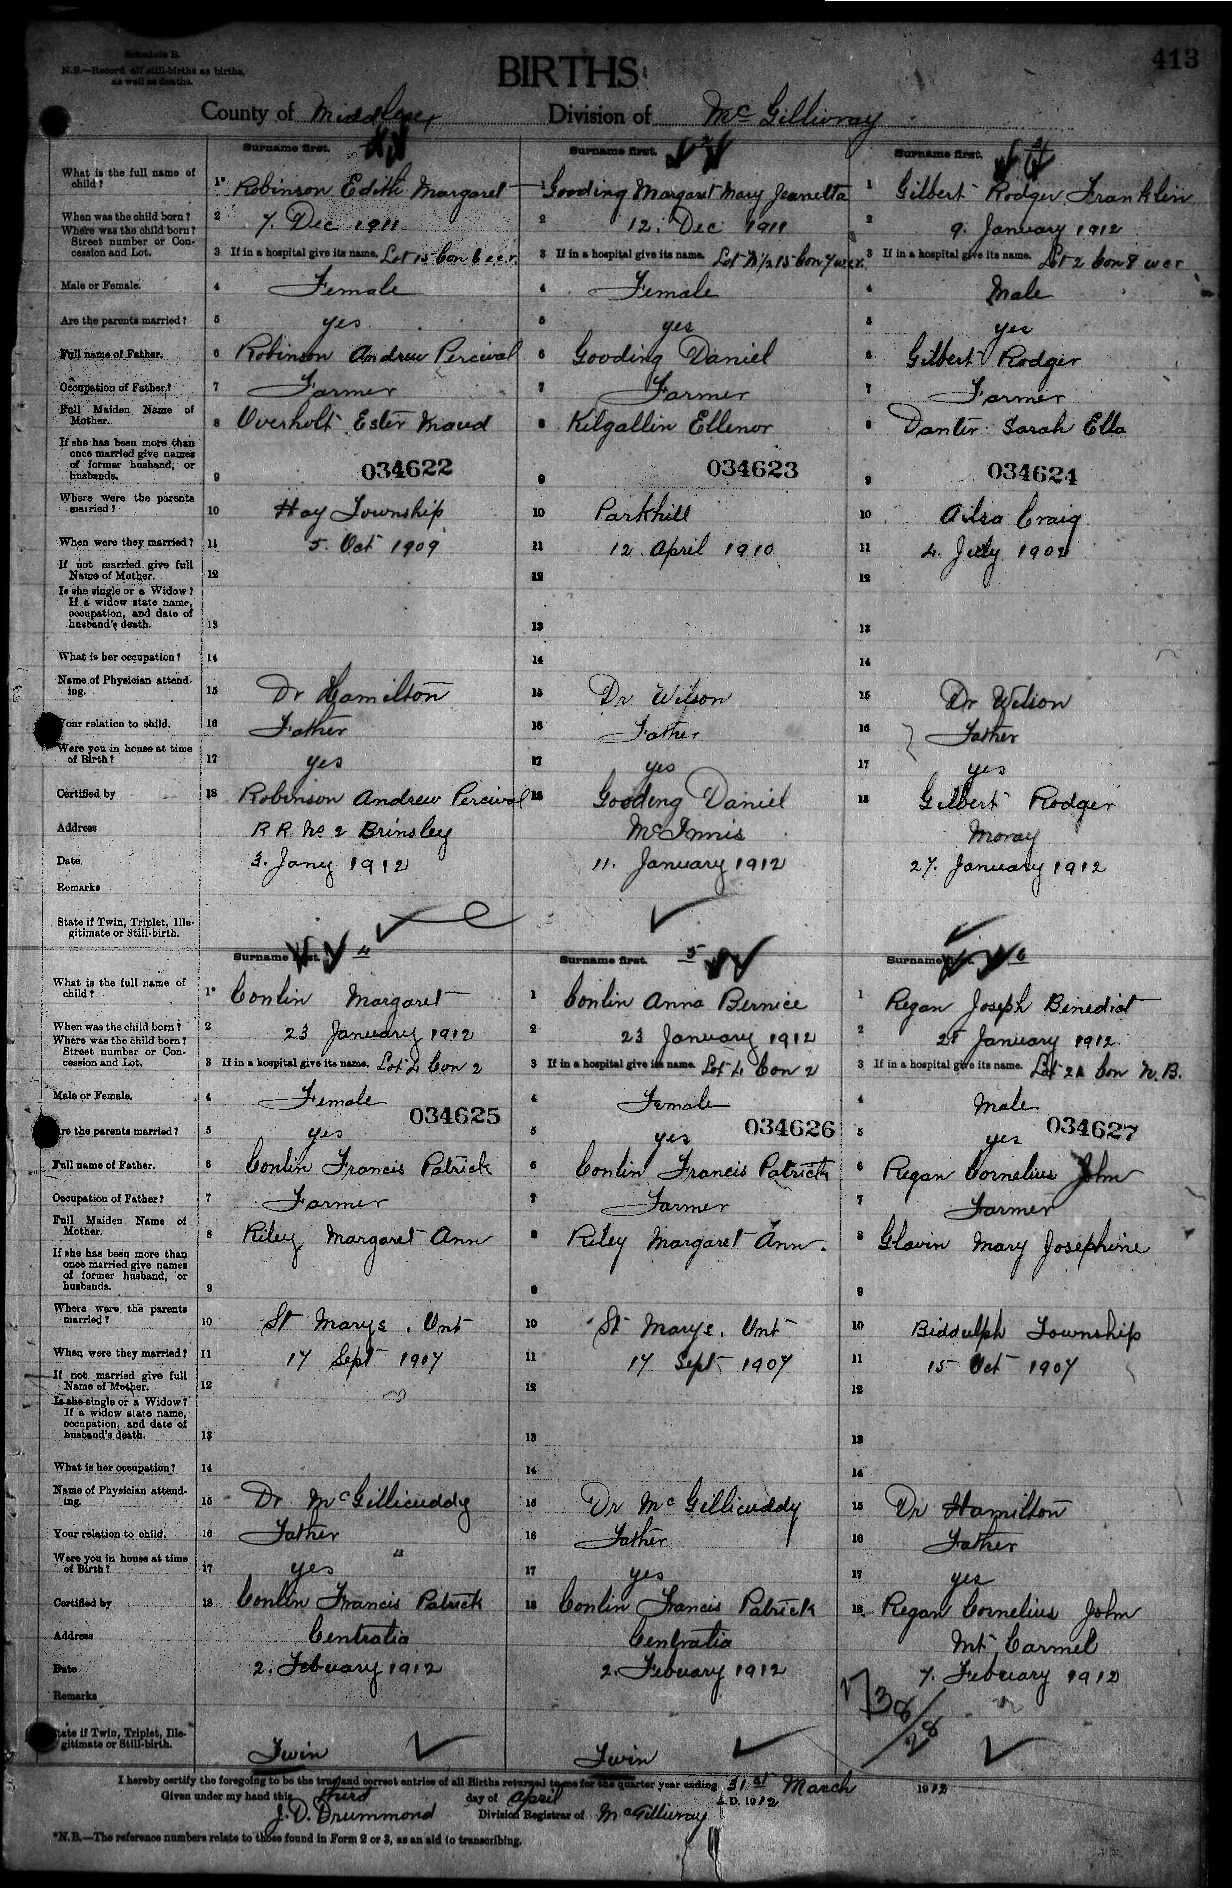 Schedule B.
N.B.—Record all still-births as births,
as well as deaths.
BIRTHS
413
County of Middlesex Division of McGillivray
Surname first. Surname first. Surname first.
What is the full name of child? 1* Robinson Edith Margaret 1 Gooding Margaret Mary Jeanetta 1 Gilbert Rodger Franklin
When was the child born? 2 7. Dec 1911 2 12. Dec 1911 2 9. January 1912
Where was the child born? Street number or Concession and Lot. 3 If in a hospital give its name. Lot 15 Con 6 e c r. 3 If in a hospital give its name. Lot N 1/2 15 Con 7 w c r. 3 If in a hospital give its name. Lot 2 Con 8 w c r
Male or Female. 4 Female 4 Female 4 Male
Are the parents married? 5 yes 5 yes 5 yes
Full name of Father. 6 Robinson Andrew Percival 6 Gooding Daniel 6 Gilbert Rodger
Occupation of Father? 7 Farmer 7 Farmer 7 Farmer
Full Maiden Name of Mother. 8 Overholt Ester Maud 8 Kilgallin Ellenor 8 Danter Sarah Ella
If she has been more than once married give names of former husband, or husbands. 9 034622 9 034623 9 034624
Where were the parents married? 10 Hay Township 10 Parkhill 10 Ailsa Craig
When were they married? 11 5. Oct 1909 11 12. April 1910 11 4. July 1902
If not married give full Name of Mother. 12 12 12
Is she single or a Widow? If a widow state name, occupation, and date of husband's death. 13 13 13
What is her occupation? 14 14 14
Name of Physician attending. 15 Dr Hamilton 15 Dr Wilson 15 Dr Wilson
Your relation to child. 16 Father 16 Father 16 Father
Were you in house at time of Birth? 17 yes 17 yes 17 yes
Certified by 18 Robinson Andrew Percival 18 Gooding Daniel 18 Gilbert Rodger
Address R R No 2 Brinsley McInnis Moray
Date. 3. Jany 1912 11. January 1912 27. January 1912
Remarks
State if Twin, Triplet, Illegitimate or Still-birth.
Surname first. 4 Surname first. 5 Surname first. 6
What is the full name of child? 1* Conlin Margaret 1 Conlin Anna Bernice 1 Regan Joseph Benedict
When was the child born? 2 23 January 1912 2 23 January 1912 2 January 1912
Where was the child born? Street number or Concession and Lot. 3 If in a hospital give its name. Lot 4 Con 2 3 If in a hospital give its name. Lot 4 Con 2 3 If in a hospital give its name. Lot 21 Con N.B.
Male or Female. 4 Female 4 Female 4 Male
034625 034626 034627
Are the parents married? 5 yes 5 yes 5 yes
Full name of Father. 6 Conlin Francis Patrick 6 Conlin Francis Patrick 6 Regan Cornelius John
Occupation of Father? 7 Farmer 7 Farmer 7 Farmer
Full Maiden Name of Mother. 8 Riley Margaret Ann 8 Riley Margaret Ann. 8 Glavin Mary Josephine
If she has been more than once married give names of former husband, or husbands. 9 9 9
Where were the parents married? 10 St Marys. Ont 10 St Marys. Ont 10 Biddulph Township
When were they married? 11 17 Sept 1907 11 17 Sept 1907 11 15 Oct 1907
If not married give full Name of Mother. 12 12 12
Is she single or a Widow? If a widow state name, occupation, and date of husband's death. 13 13 13
What is her occupation? 14 14 14
Name of Physician attending. 15 Dr McGillicuddy 15 Dr McGillicuddy 15 Dr Hamilton
Your relation to child. 16 Father 16 Father 16 Father
Were you in house at time of Birth? 17 yes 17 yes 17 yes
Certified by 18 Conlin Francis Patrick 18 Conlin Francis Patrick 18 Regan Cornelius John
Address Centralia Centralia Mt Carmel
Date 2. Febuary 1912 2. Febuary 1912 7. Febuary 1912
Remarks
State if Twin, Triplet, Illegitimate or Still-birth. Twin Twin
I hereby certify the foregoing to be the true and correct entries of all Births returned to me for the quarter year ending 31st March 1912
Given under my hand this third day of April A.D. 1912
J. D. Drummond Division Registrar of McGillivray
*N.B.—The reference numbers relate to those found in Form 2 or 3, as an aid to transcribing.